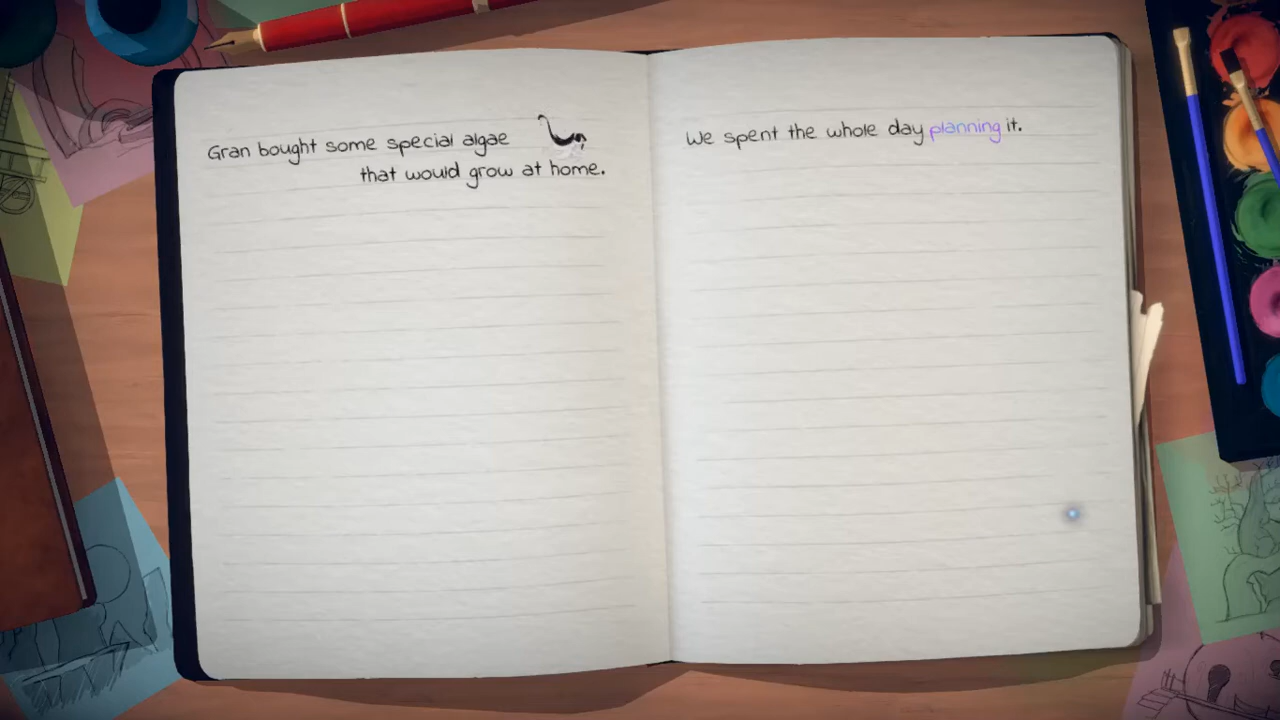 Gran bought some special algae
that would grow at home.
We spent the whole day planning it.